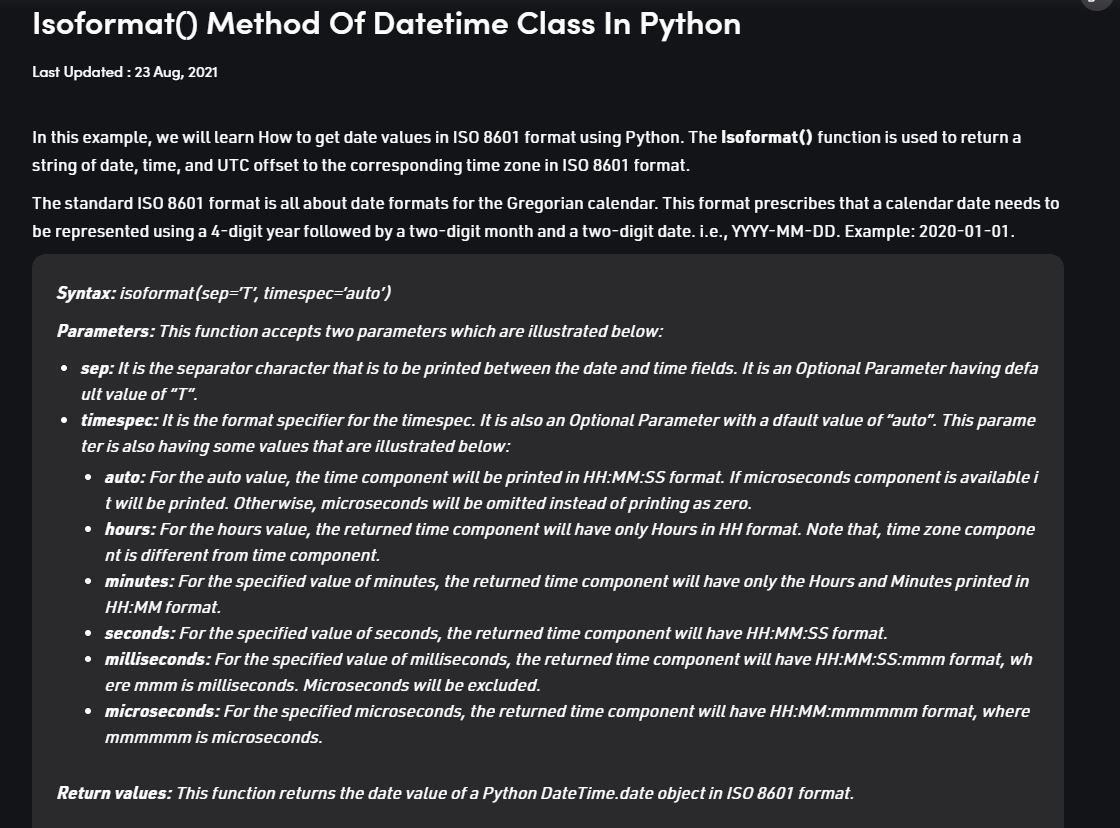 Isoformat() Method Of Datetime Class In Python
Last Updated : 23 Aug, 2021
In this example, we will learn How to get date values in ISO 8601 format using Python. The Isoformat() function is used to return a
string of date, time, and UTC offset to the corresponding time zone in ISO 8601 format.
The standard ISO 8601 format is all about date formats for the Gregorian calendar. This format prescribes that a calendar date needs to
be represented using a 4-digit year followed by a two-digit month and a two-digit date. i.e., YYYY-MM-DD. Example: 2020-01-01.
Syntax: isoformat(sep='T', timespec='auto')
Parameters: This function accepts two parameters which are illustrated below:
• sep: It is the separator character that is to be printed between the date and time fields. It is an Optional Parameter having defa
ult value of “T”.
• timespec: It is the format specifier for the timespec. It is also an Optional Parameter with a dfault value of “auto”. This parame
ter is also having some values that are illustrated below:
• auto: For the auto value, the time component will be printed in HH:MM:SS format. If microseconds component is available i
t will be printed. Otherwise, microseconds will be omitted instead of printing as zero.
• hours: For the hours value, the returned time component will have only Hours in HH format. Note that, time zone compone
nt is different from time component.
• minutes: For the specified value of minutes, the returned time component will have only the Hours and Minutes printed in
HH:MM format.
• seconds: For the specified value of seconds, the returned time component will have HH:MM:SS format.
• milliseconds: For the specified value of milliseconds, the returned time component will have HH:MM:SS:mmm format, wh
ere mmm is milliseconds. Microseconds will be excluded.
• microseconds: For the specified microseconds, the returned time component will have HH:MM:mmmmmm format, where
mmmmmm is microseconds.
Return values: This function returns the date value of a Python DateTime.date object in ISO 8601 format.